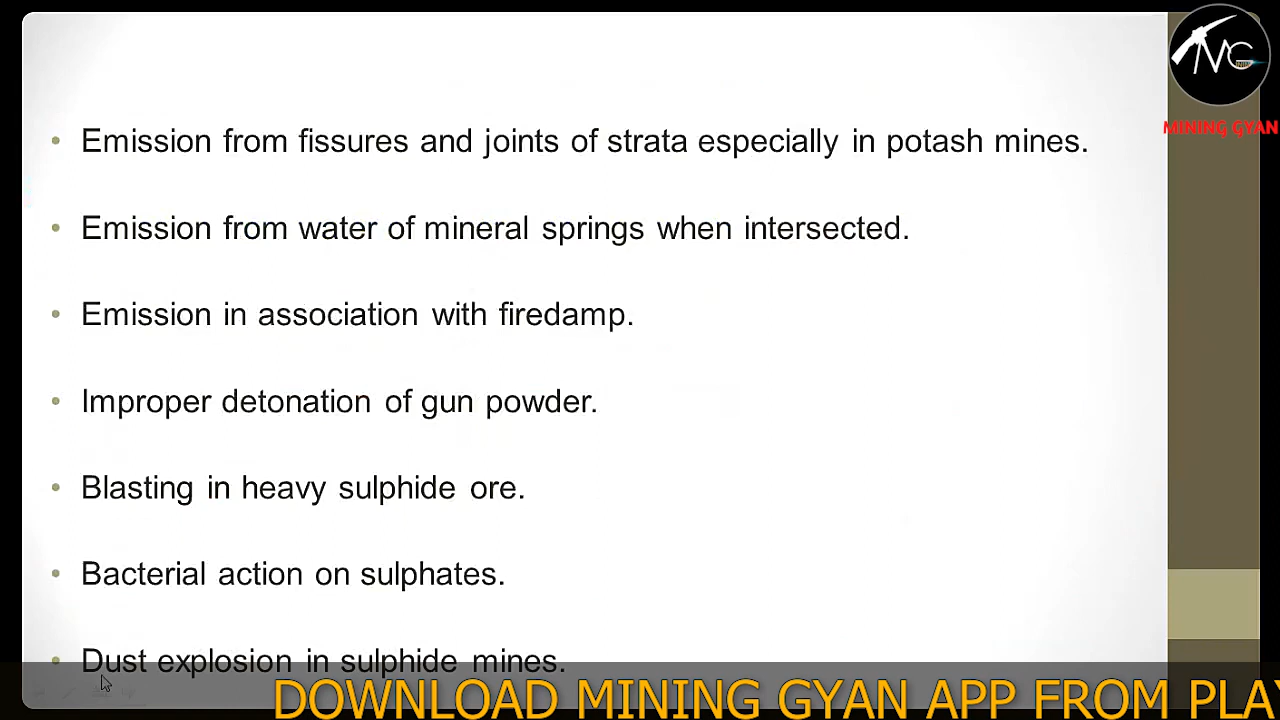 MG
MINING GYAN
• Emission from fissures and joints of strata especially in potash mines.
• Emission from water of mineral springs when intersected.
• Emission in association with firedamp.
• Improper detonation of gun powder.
• Blasting in heavy sulphide ore.
• Bacterial action on sulphates.
• Dust explosion in sulphide mines.
DOWNLOAD MINING GYAN APP FROM PLAY